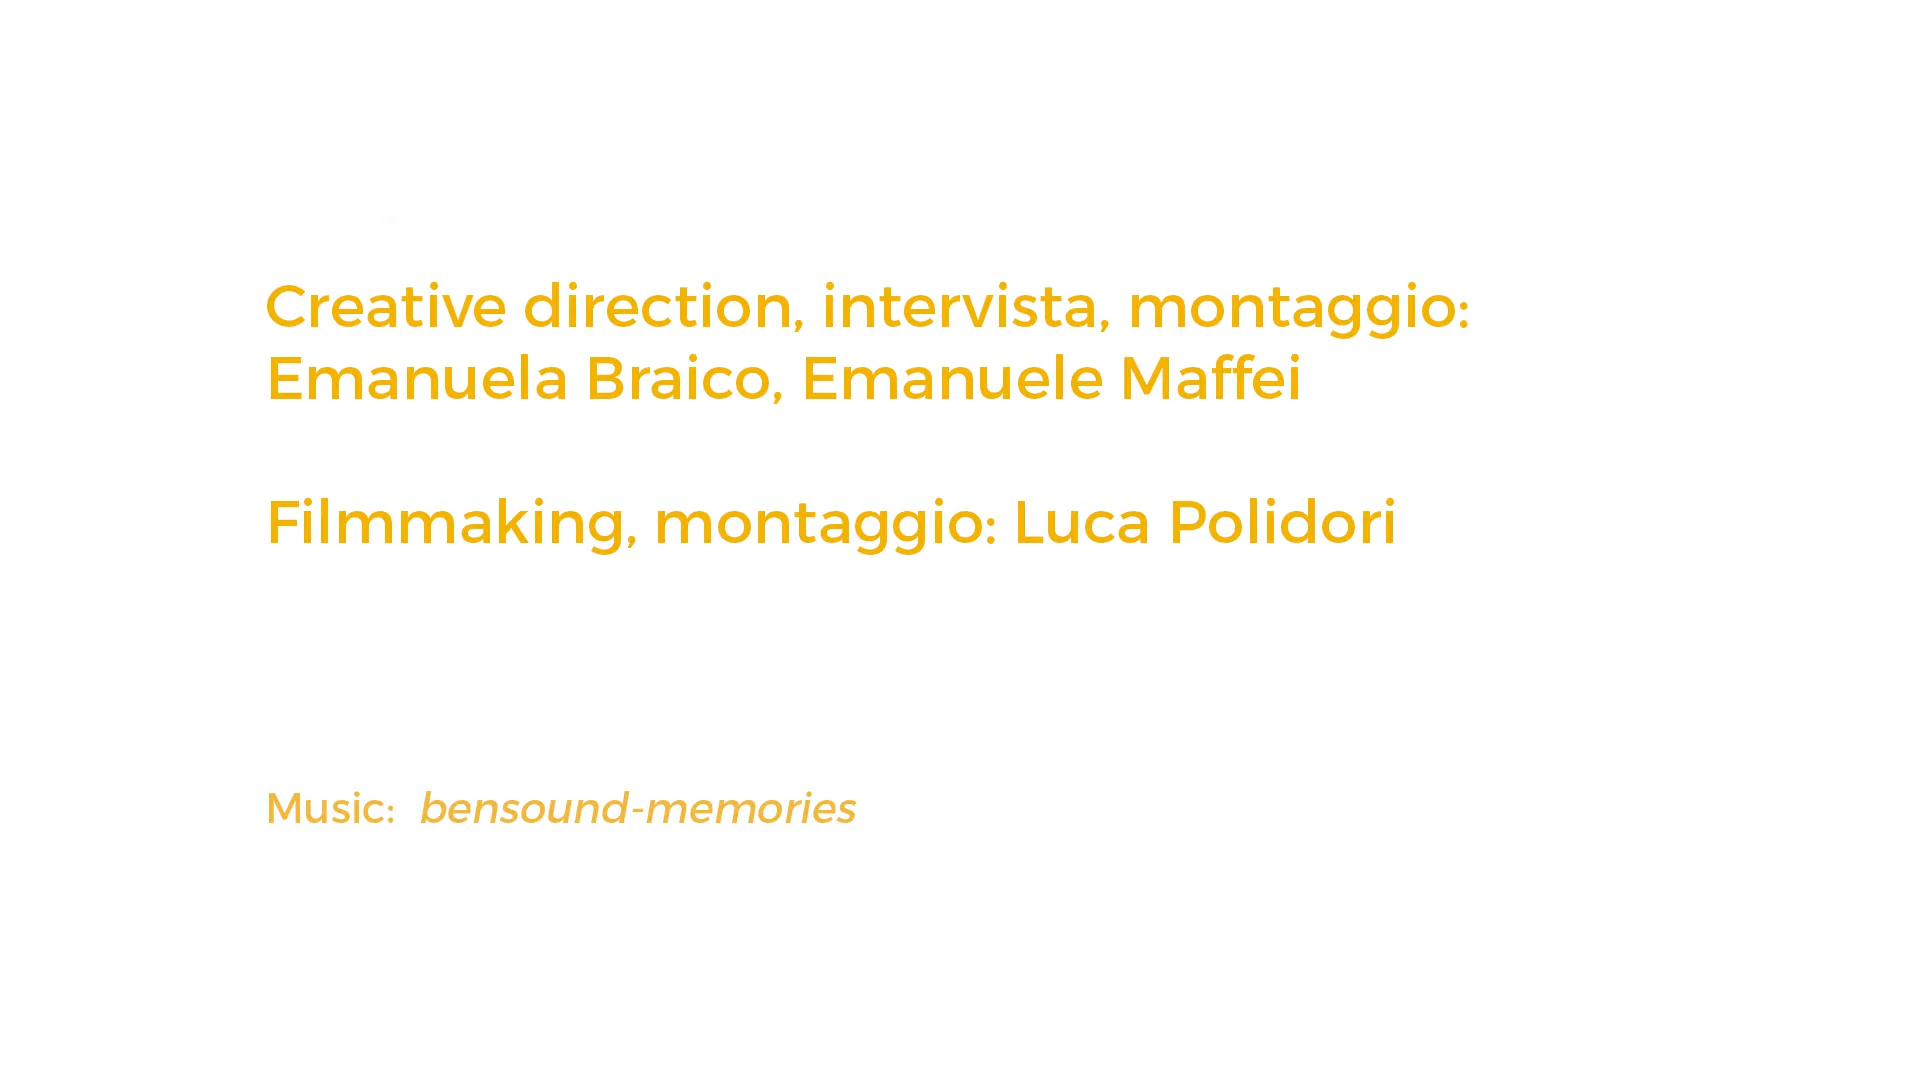 Creative direction, intervista, montaggio:
Emanuela Braico, Emanuele Maffei
Filmmaking, montaggio: Luca Polidori
Music: bensound-memories